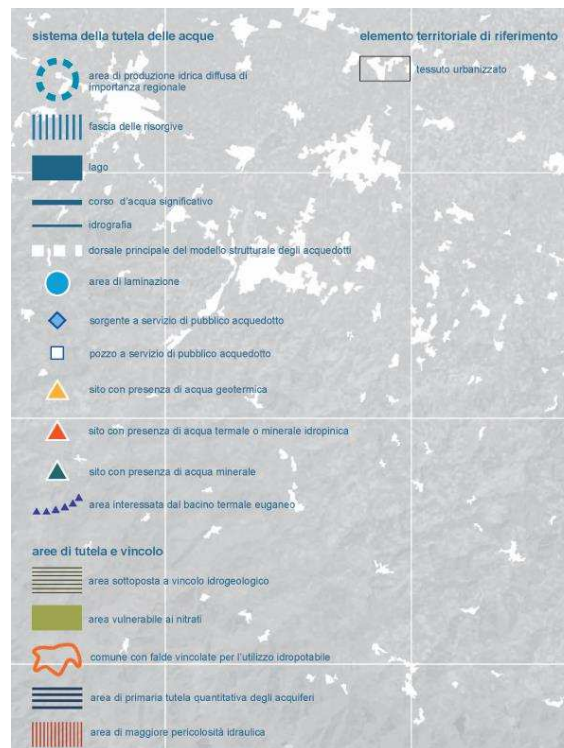 sistema della tutela delle acque
area di produzione idrica diffusa di
importanza regionale
fascia delle risorgive
lago
corso d'acqua significativo
idrografia
dorsale principale del modello strutturale degli acquedotti
area di laminazione
sorgente a servizio di pubblico acquedotto
pozzo a servizio di pubblico acquedotto
sito con presenza di acqua geotermica
sito con presenza di acqua termale o minerale idropinica
sito con presenza di acqua minerale
area interessata dal bacino termale euganeo
aree di tutela e vincolo
area sottoposta a vincolo idrogeologico
area vulnerabile ai nitrati
comune con falde vincolate per l'utilizzo idropotabile
area di primaria tutela quantitativa degli acquiferi
area di maggiore pericolosità idraulica
elemento territoriale di riferimento
tessuto urbanizzato